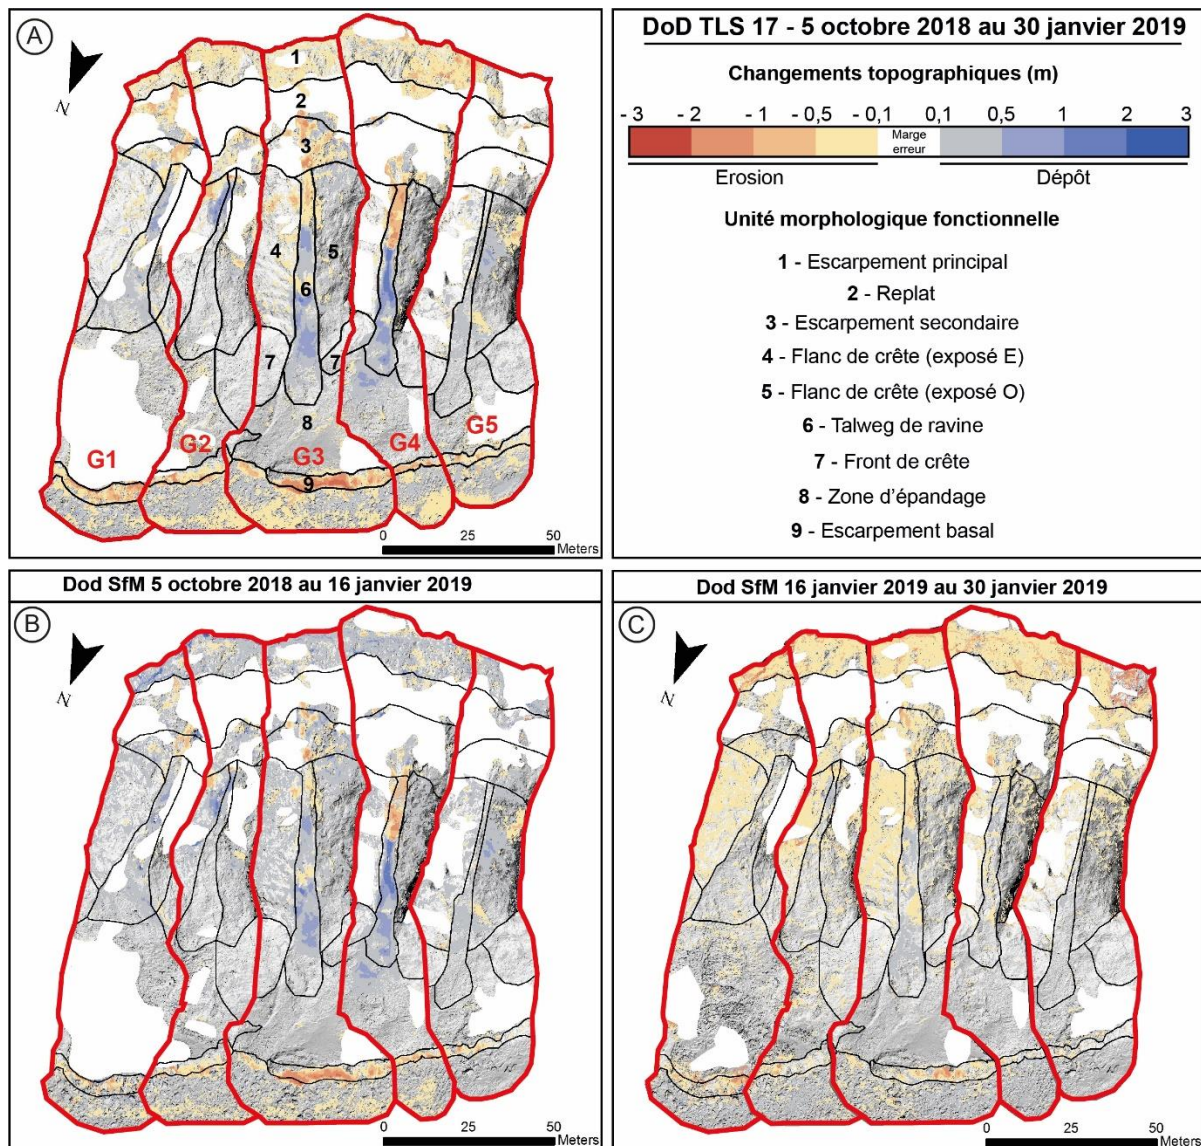 A
N
1
2
3
4
5
6
7
7
8
9
G1
G2
G3
G4
G5
0 25 50
Meters
DoD TLS 17 - 5 octobre 2018 au 30 janvier 2019
Changements topographiques (m)
- 3 - 2 - 1 - 0,5 - 0,1 0,1 0,5 1 2 3
Marge
erreur
Erosion Dépôt
Unité morphologique fonctionnelle
1 - Escarpement principal
2 - Replat
3 - Escarpement secondaire
4 - Flanc de crête (exposé E)
5 - Flanc de crête (exposé O)
6 - Talweg de ravine
7 - Front de crête
8 - Zone d'épandage
9 - Escarpement basal
Dod SfM 5 octobre 2018 au 16 janvier 2019
B
N
0 25 50
Meters
Dod SfM 16 janvier 2019 au 30 janvier 2019
C
N
0 25 50
Meters